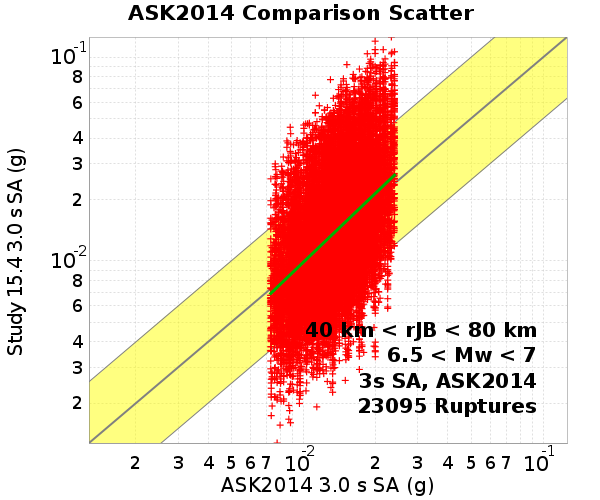 ASK2014 Comparison Scatter
Study 15.4 3.0 s SA (g)
10⁻¹
8
6
4
3
2
10⁻²
8
6
4
3
2
40 km < rJB < 80 km
6.5 < Mw < 7
3s SA, ASK2014
23095 Ruptures
2 3 4 5 6 7 10⁻² 2 3 4 5 6 7 10⁻¹
ASK2014 3.0 s SA (g)